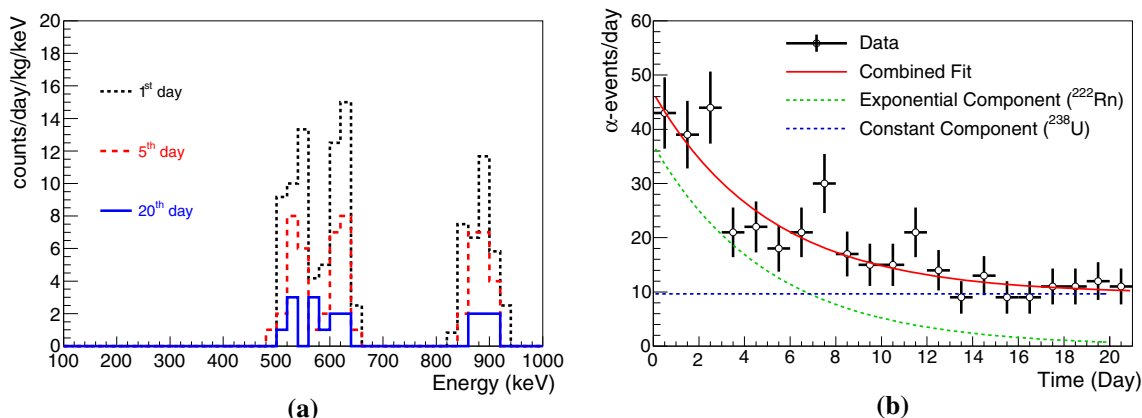 counts/day/kg/keV
20
18
16
14
12
10
8
6
4
2
0
1st day
5th day
20th day
100 200 300 400 500 600 700 800 900 1000
Energy (keV)
(a)
α-events/day
60
50
40
30
20
10
0
Data
Combined Fit
Exponential Component (²²²Rn)
Constant Component (²³⁸U)
0 2 4 6 8 10 12 14 16 18 20
Time (Day)
(b)